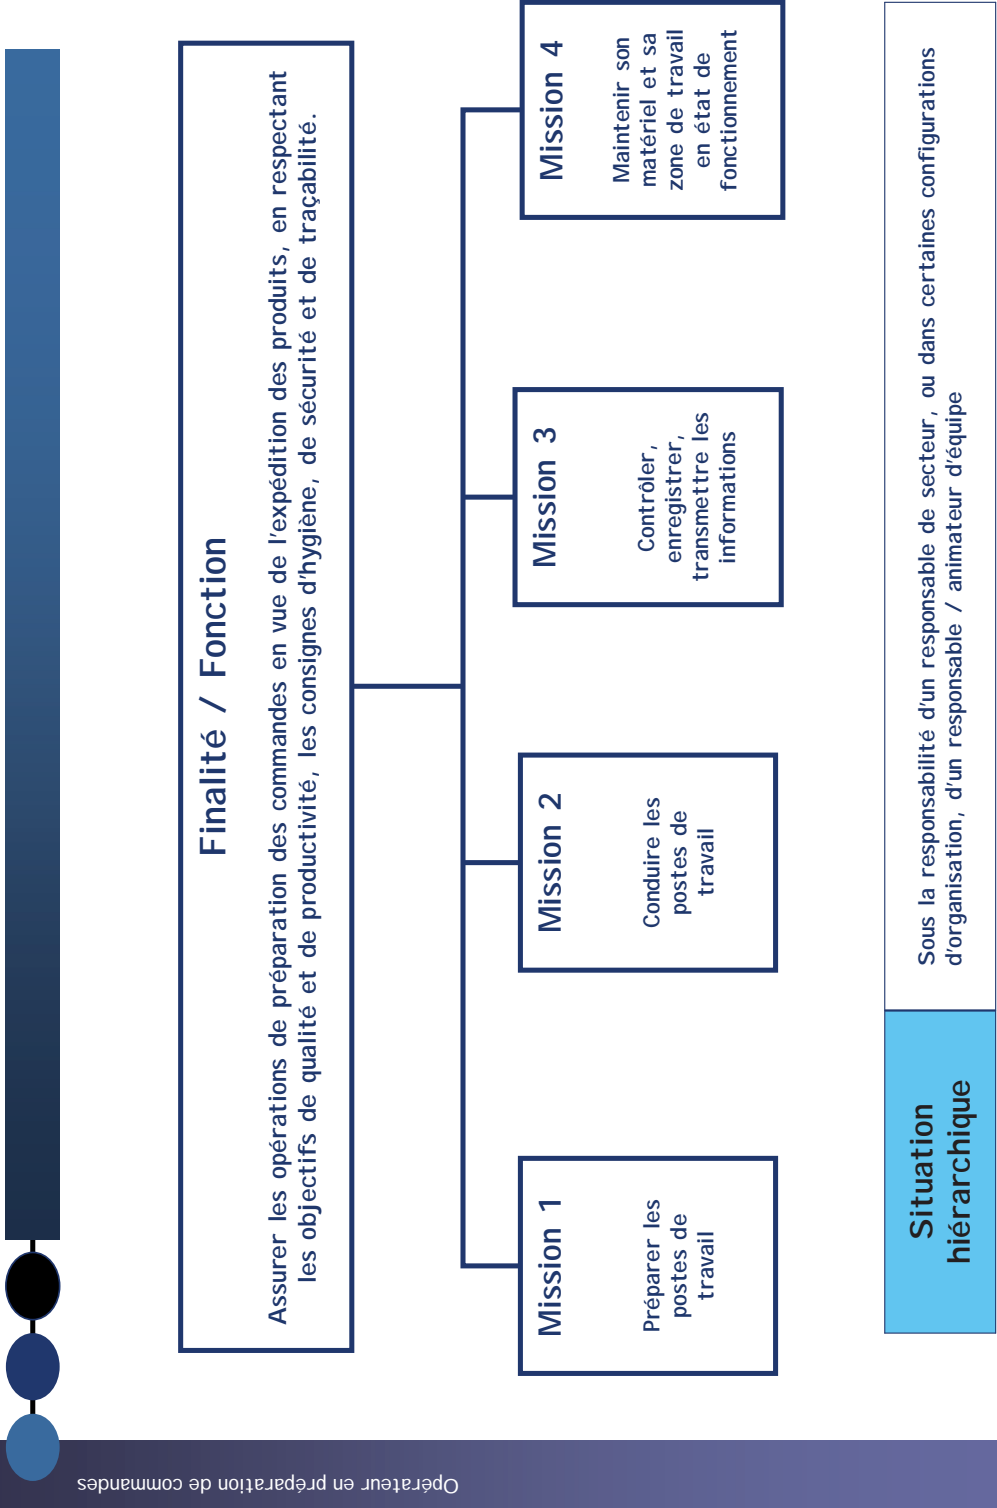 Opérateur en préparation de commandes
Finalité / Fonction
Assurer les opérations de préparation des commandes en vue de l'expédition des produits, en respectant
les objectifs de qualité et de productivité, les consignes d'hygiène, de sécurité et de traçabilité.
Mission 1
Préparer les
postes de
travail
Mission 2
Conduire les
postes de
travail
Mission 3
Contrôler,
enregistrer,
transmettre les
informations
Mission 4
Maintenir son
matériel et sa
zone de travail
en état de
fonctionnement
Situation
hiérarchique
Sous la responsabilité d'un responsable de secteur, ou dans certaines configurations
d'organisation, d'un responsable / animateur d'équipe